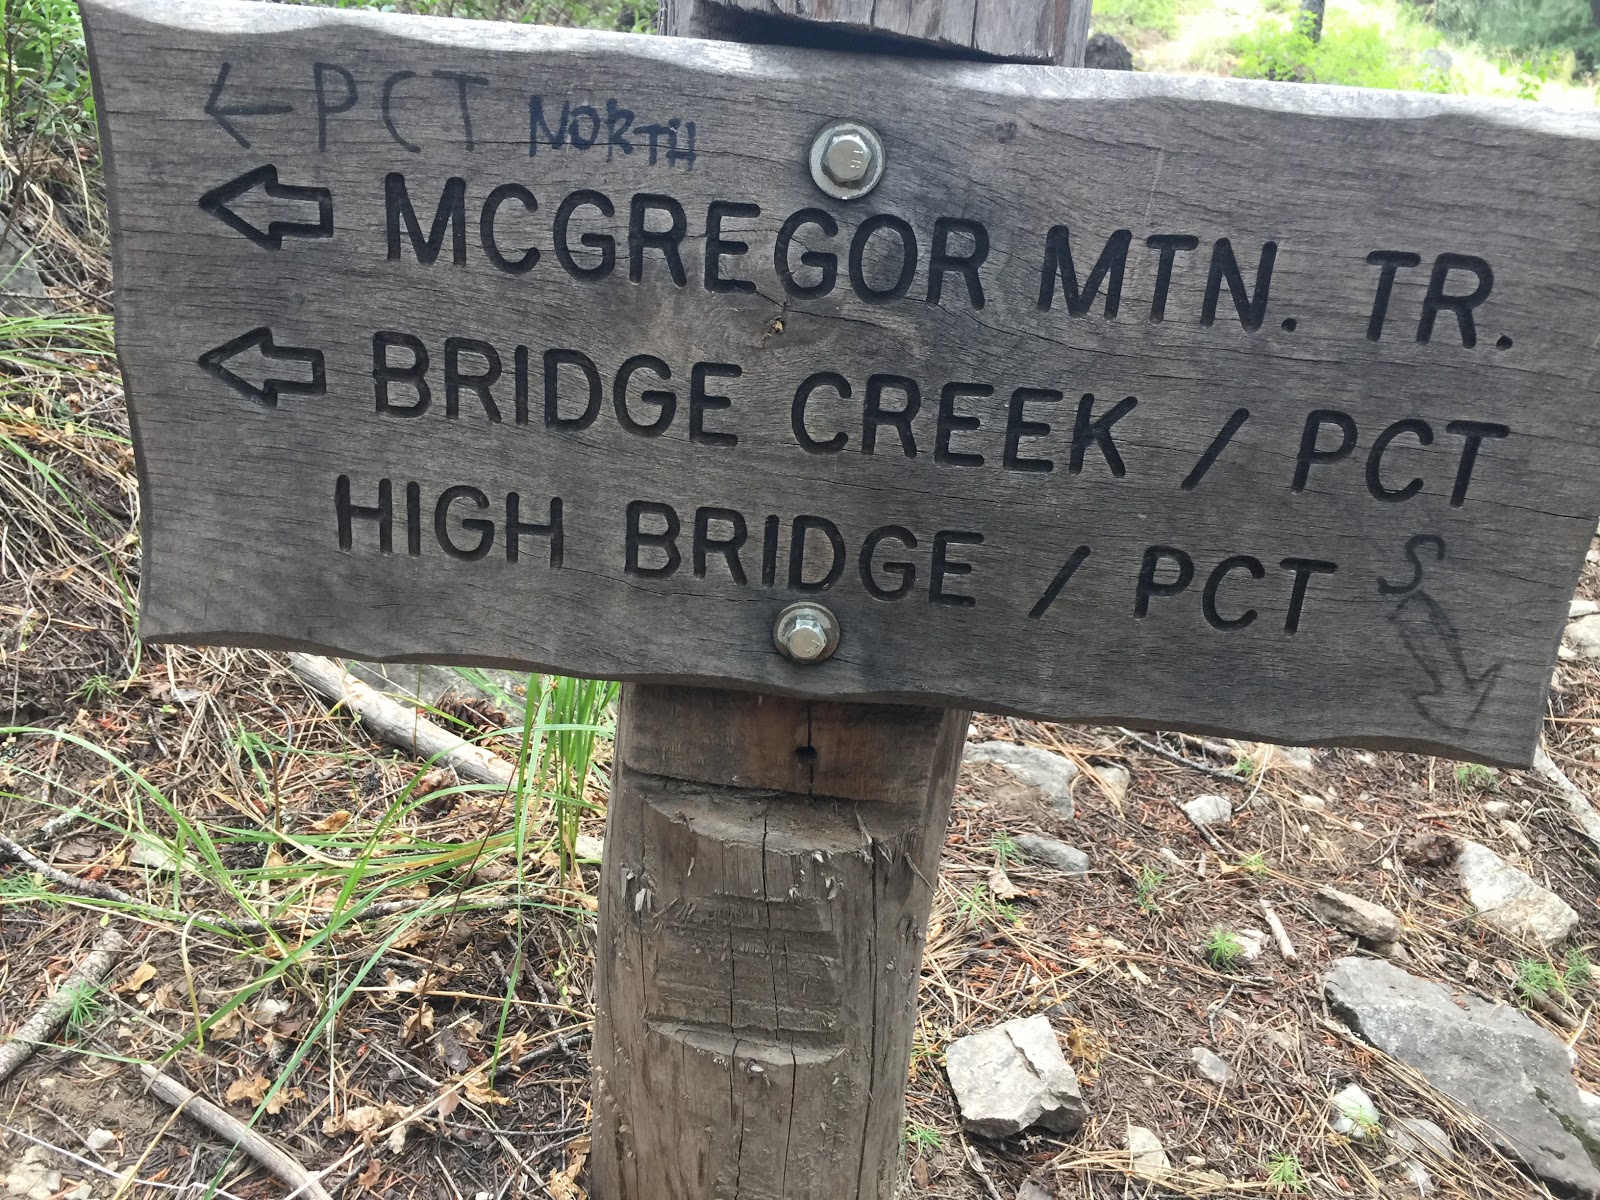 ← PCT NORTH
⇦ MCGREGOR MTN. TR.
⇦ BRIDGE CREEK / PCT
HIGH BRIDGE / PCT S ⇘